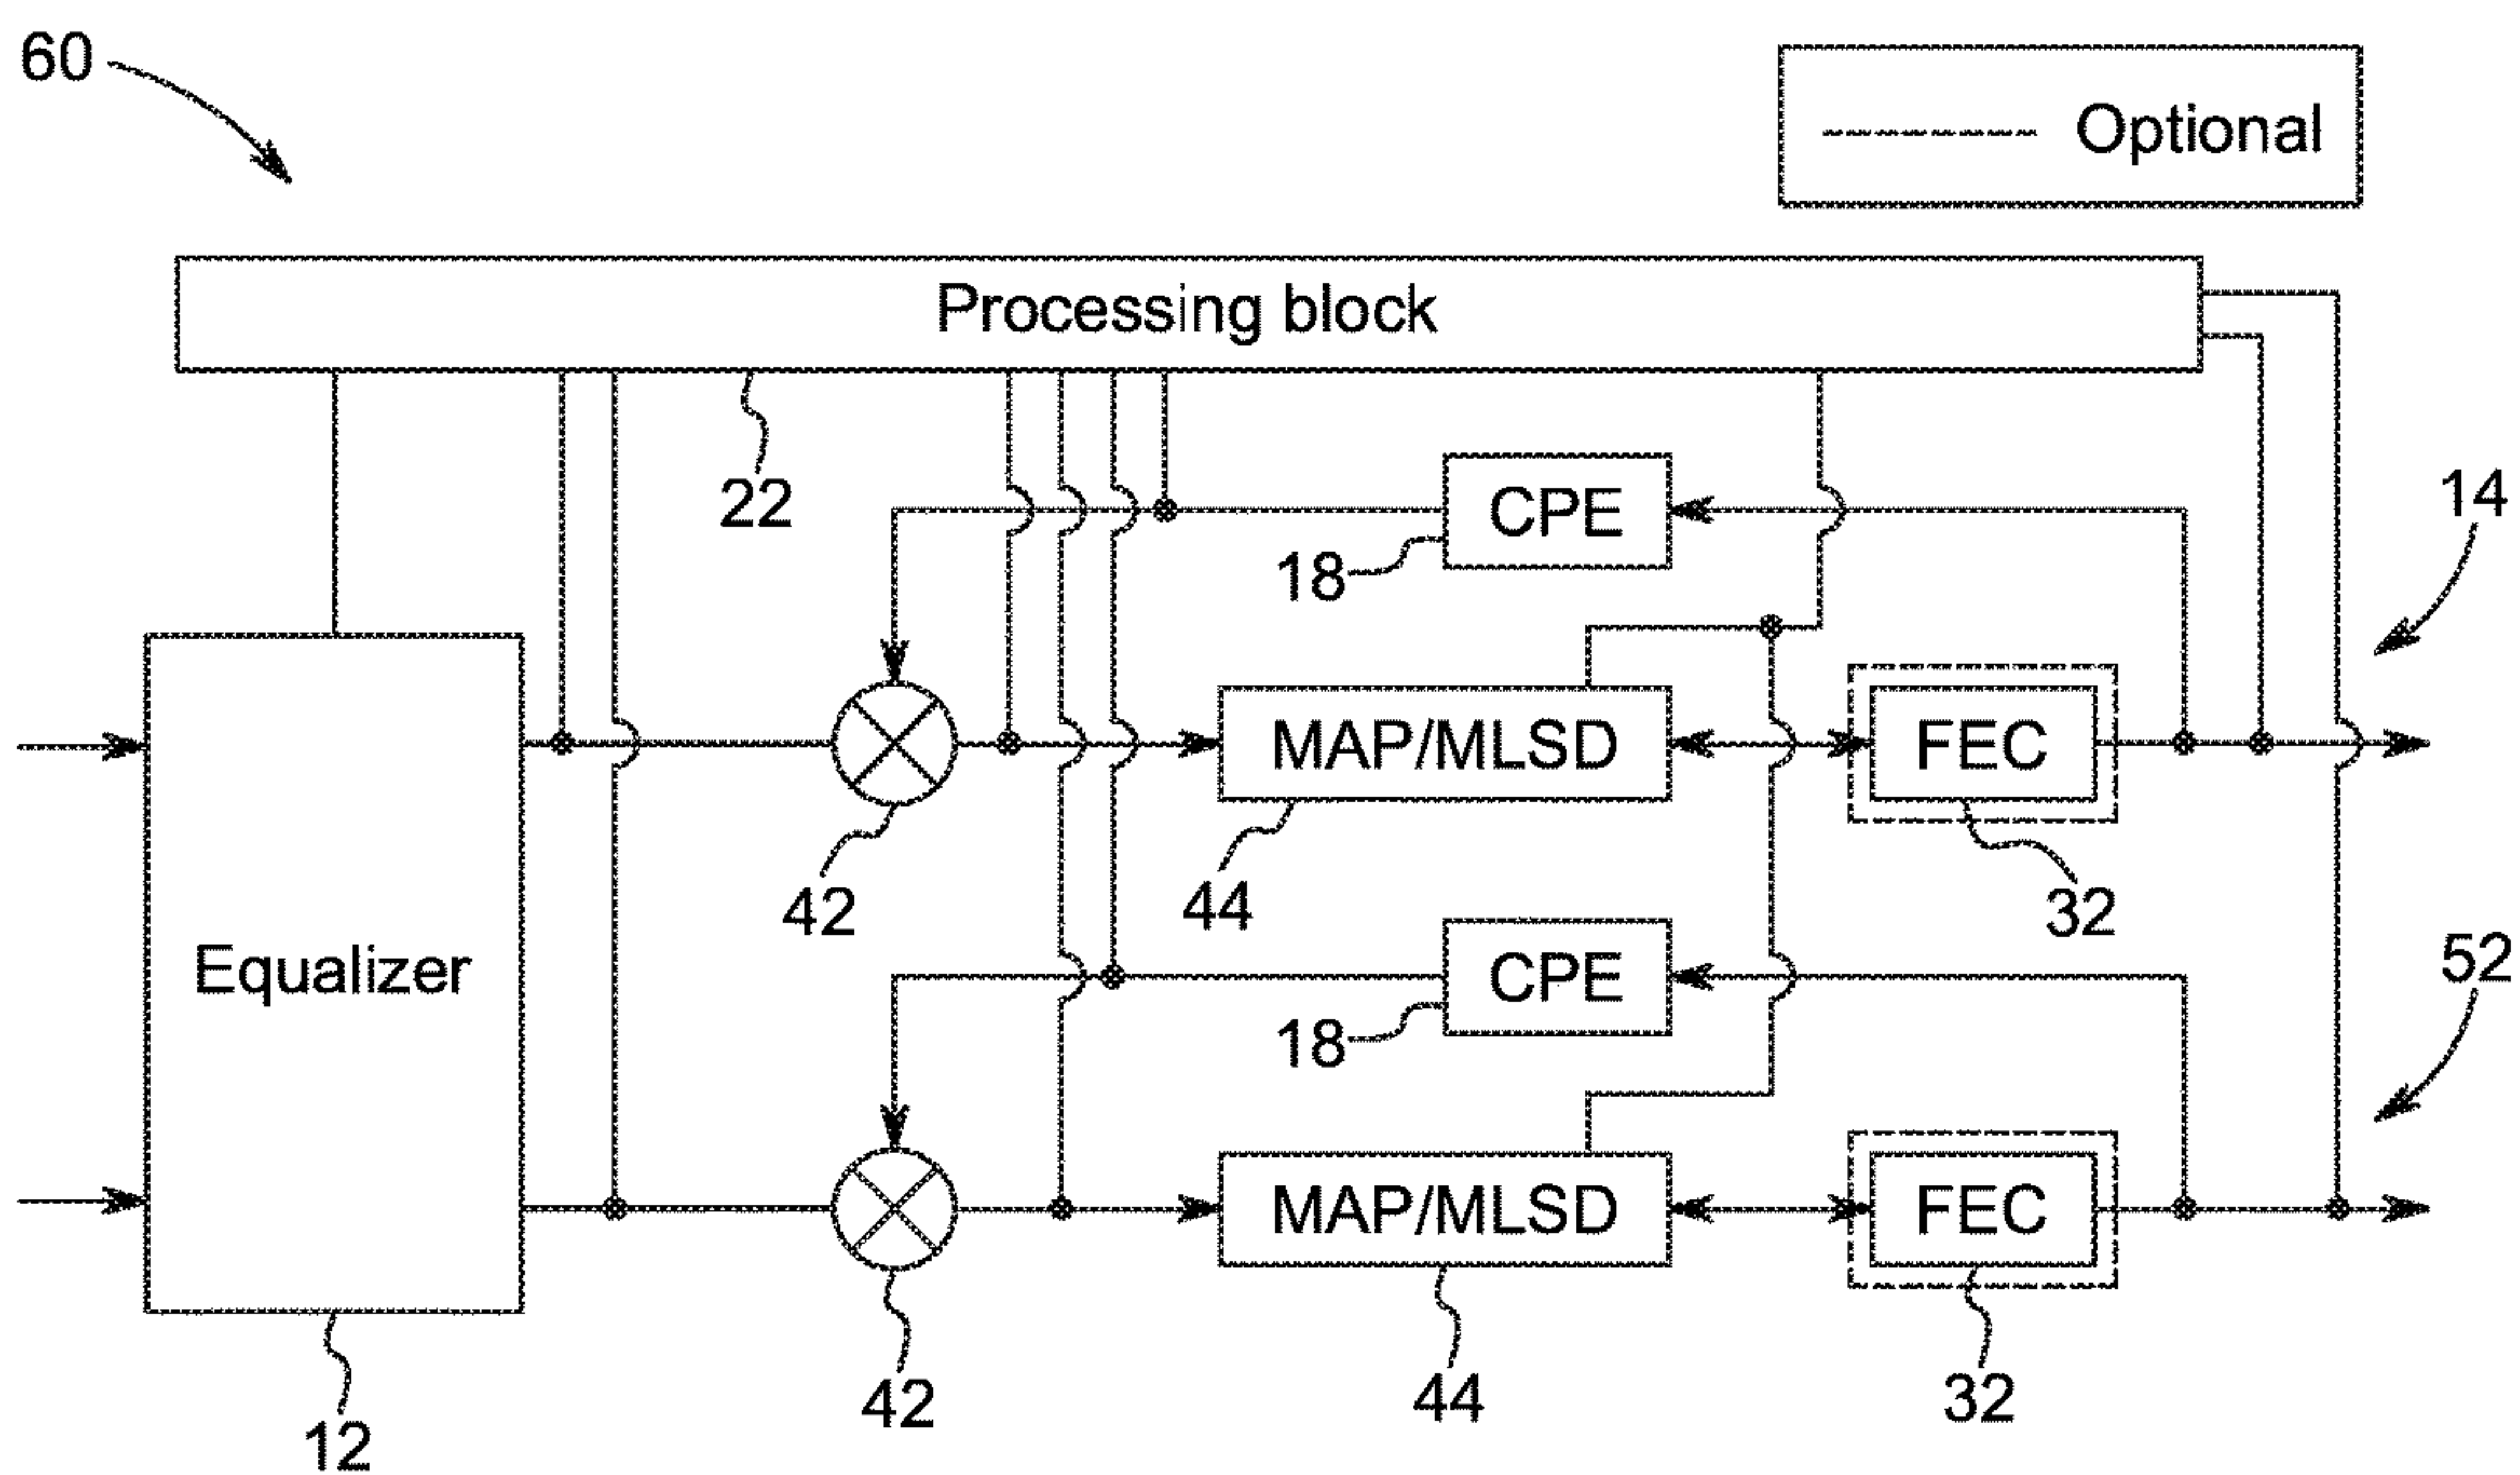 60
Optional
Processing block
22
CPE
14
18
MAP/MLSD
FEC
42
44
32
Equalizer
CPE
52
18
MAP/MLSD
FEC
12
42
44
32